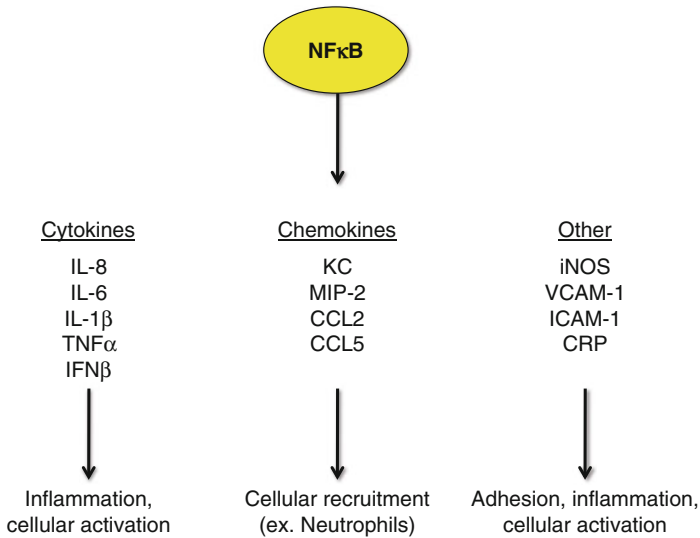 NFκB
Cytokines
IL-8
IL-6
IL-1β
TNFα
IFNβ
Inflammation,
cellular activation
Chemokines
KC
MIP-2
CCL2
CCL5
Cellular recruitment
(ex. Neutrophils)
Other
iNOS
VCAM-1
ICAM-1
CRP
Adhesion, inflammation,
cellular activation